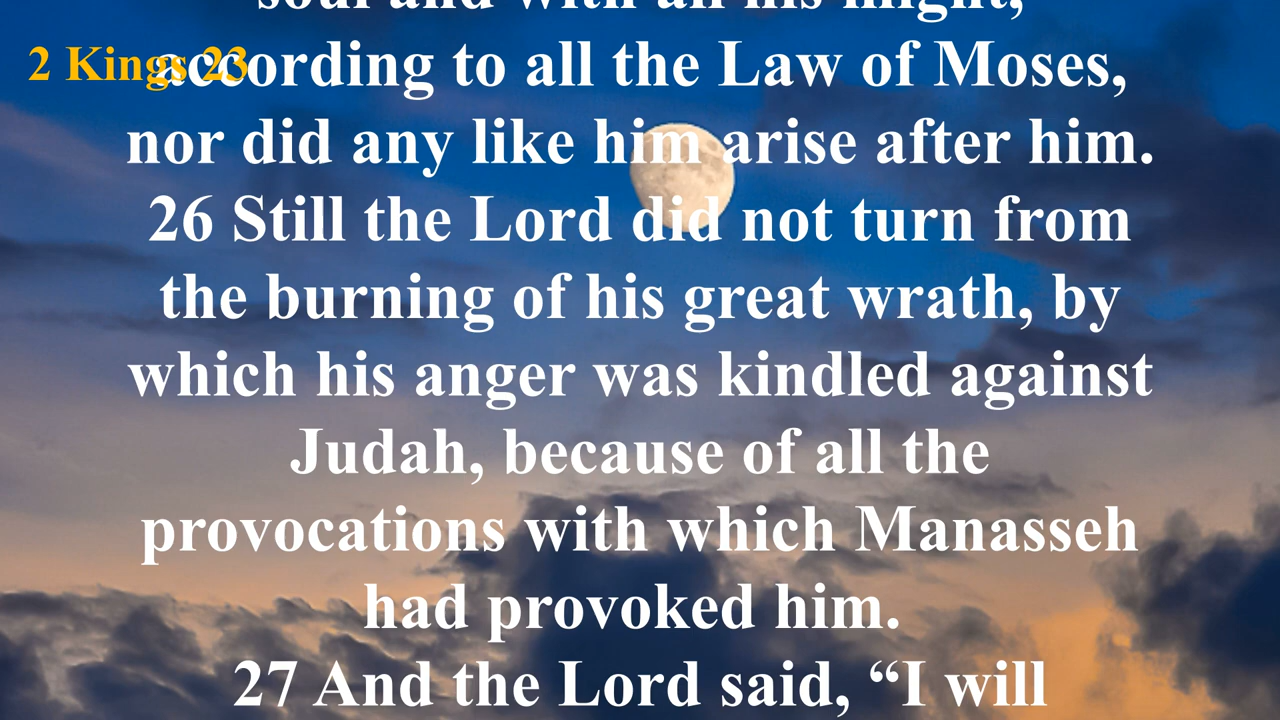 soul and with all his might,
2 Kings 23
according to all the Law of Moses,
nor did any like him arise after him.
26 Still the Lord did not turn from
the burning of his great wrath, by
which his anger was kindled against
Judah, because of all the
provocations with which Manasseh
had provoked him.
27 And the Lord said, “I will